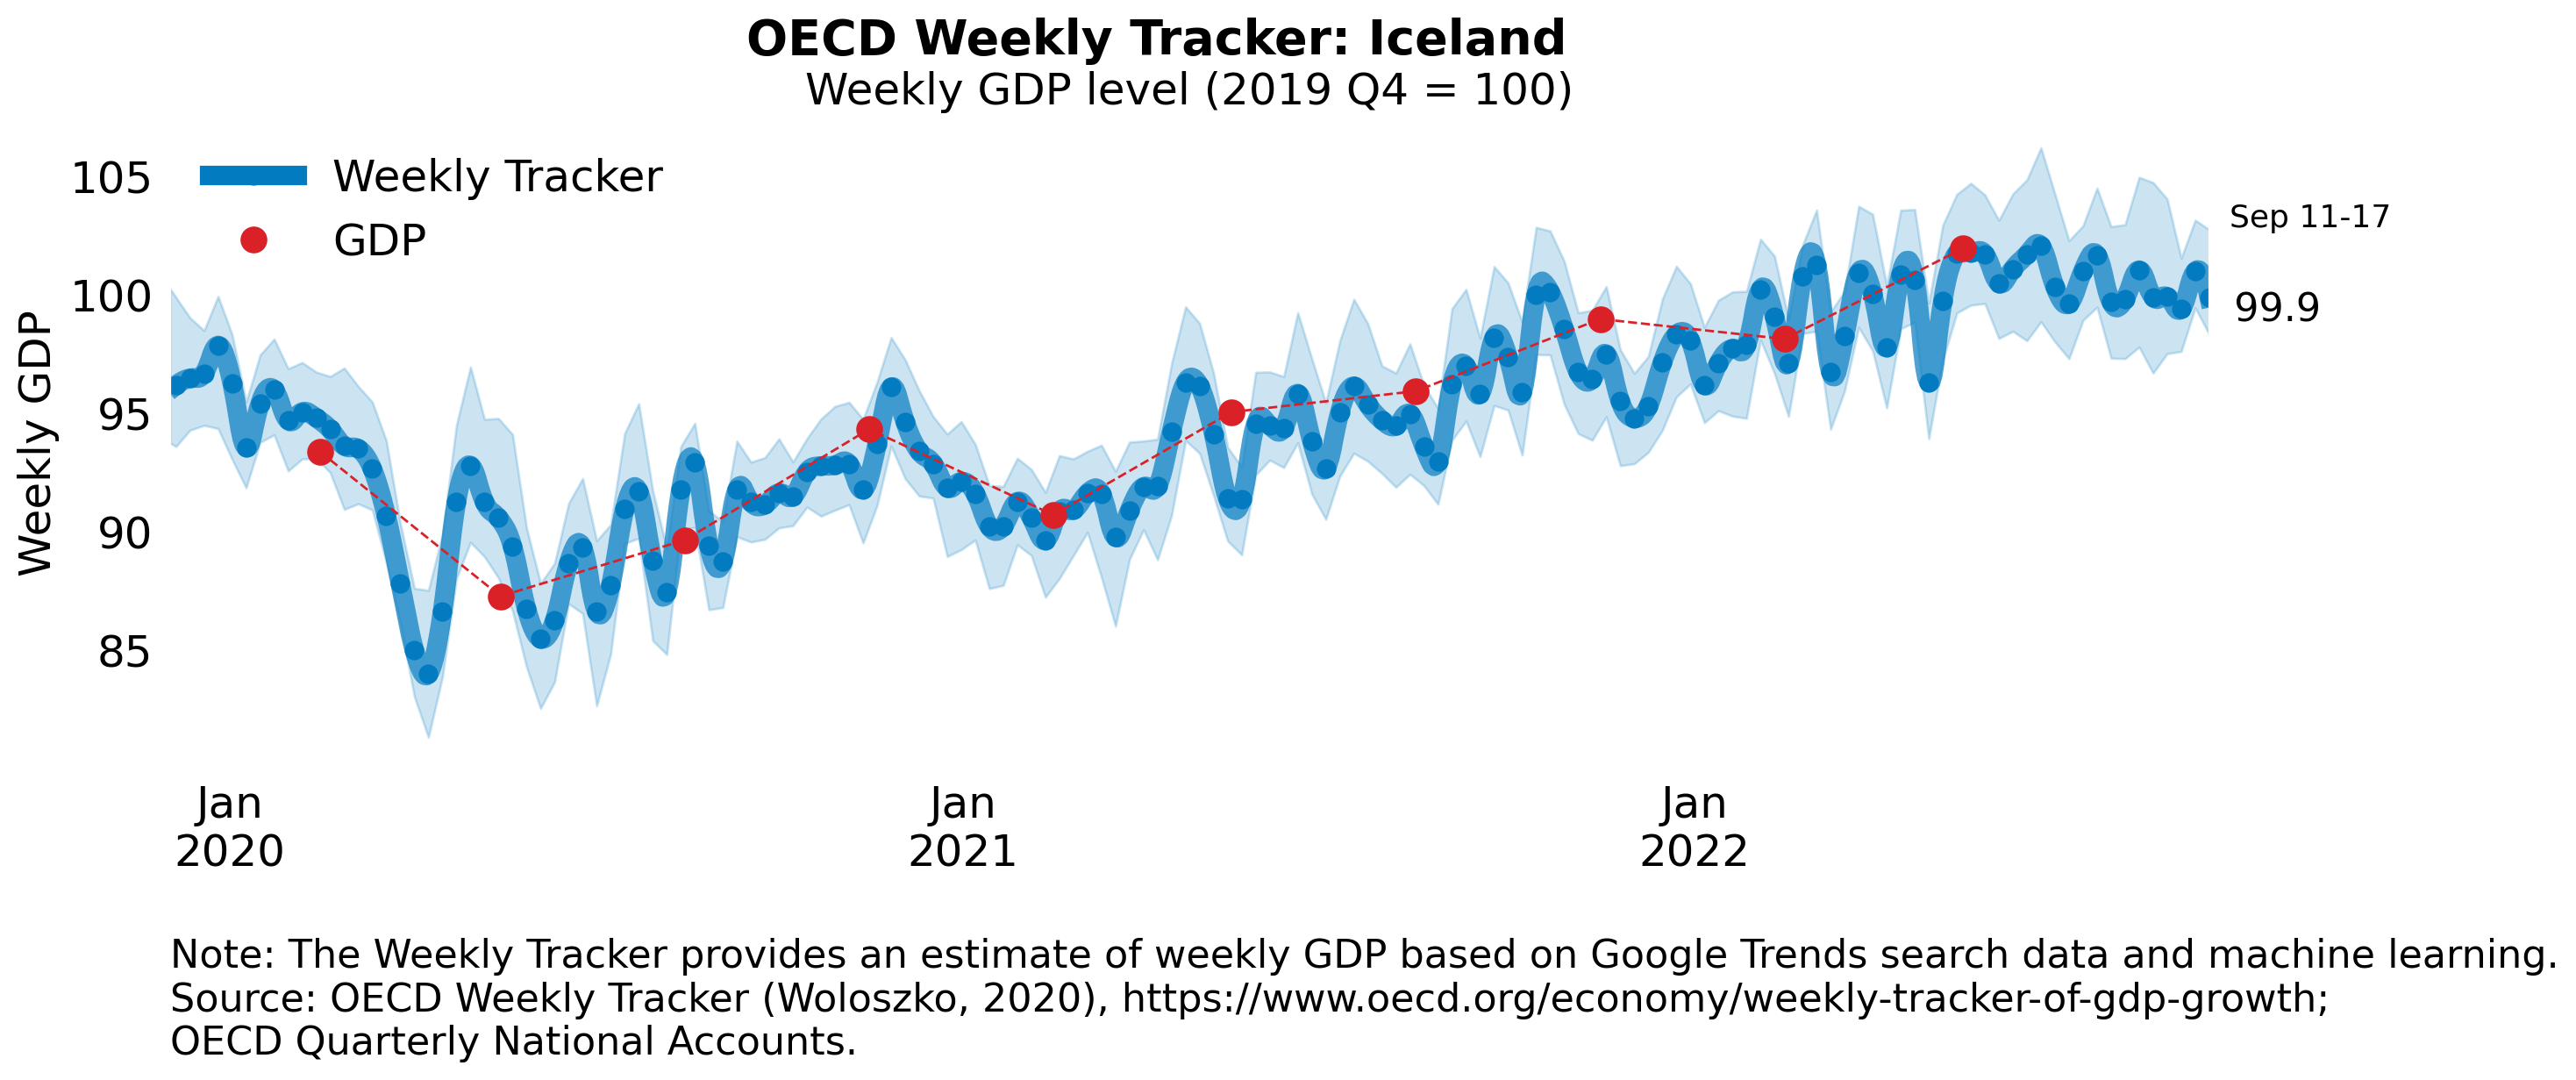 OECD Weekly Tracker: Iceland
Weekly GDP level (2019 Q4 = 100)
Weekly Tracker
GDP
Weekly GDP
105
100
95
90
85
Sep 11-17
99.9
Jan
2020
Jan
2021
Jan
2022
Note: The Weekly Tracker provides an estimate of weekly GDP based on Google Trends search data and machine learning.
Source: OECD Weekly Tracker (Woloszko, 2020), https://www.oecd.org/economy/weekly-tracker-of-gdp-growth;
OECD Quarterly National Accounts.